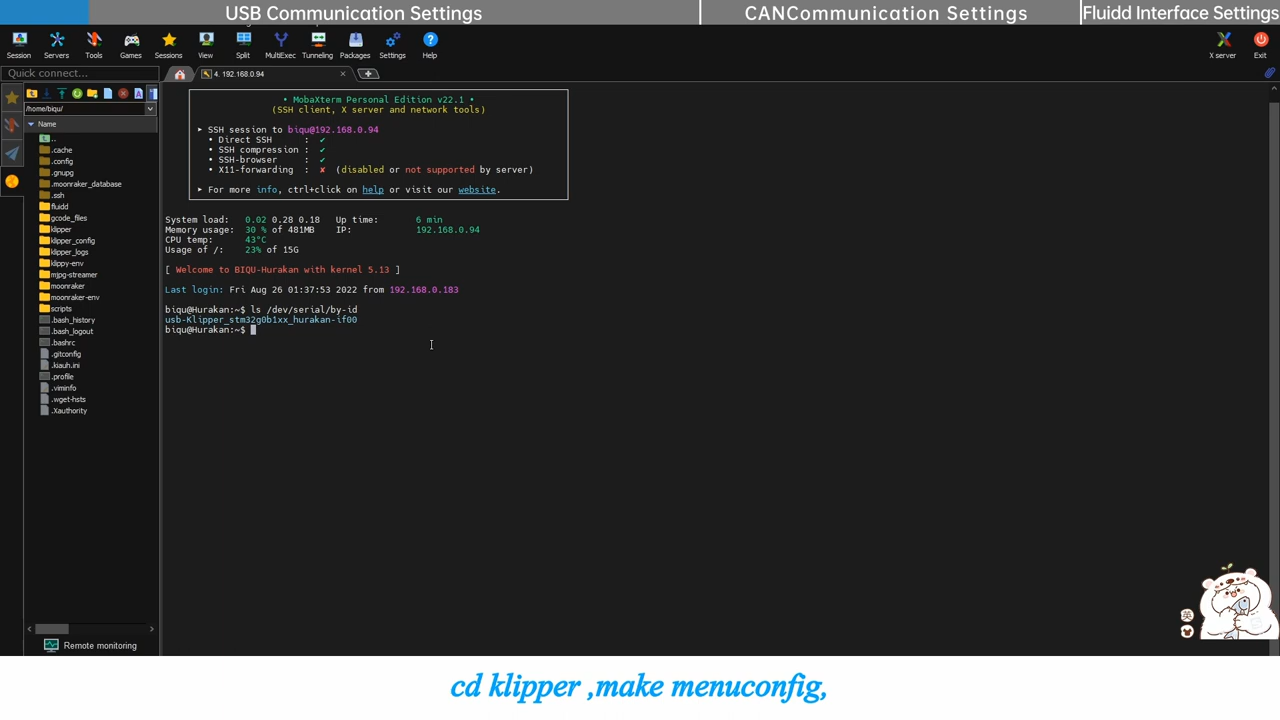 USB Communication Settings
CANCommunication Settings
Fluidd Interface Settings
Session
Servers
Tools
Games
Sessions
View
Split
MultiExec
Tunneling
Packages
Settings
Help
X server
Exit
Quick connect...
4. 192.168.0.94
/home/biqu/
Name
..
.cache
.config
.gnupg
.moonraker_database
.ssh
fluidd
gcode_files
klipper
klipper_config
klipper_logs
klippy-env
mjpg-streamer
moonraker
moonraker-env
scripts
.bash_history
.bash_logout
.bashrc
.gitconfig
.kiauh.ini
.profile
.viminfo
.wget-hsts
.Xauthority
Remote monitoring
• MobaXterm Personal Edition v22.1 •
(SSH client, X server and network tools)
➤ SSH session to biqu@192.168.0.94
• Direct SSH : ✔
• SSH compression : ✔
• SSH-browser : ✔
• X11-forwarding : ✘ (disabled or not supported by server)
➤ For more info, ctrl+click on help or visit our website.
System load: 0.02 0.28 0.18 Up time: 6 min
Memory usage: 30 % of 481MB IP: 192.168.0.94
CPU temp: 43°C
Usage of /: 23% of 15G
[ Welcome to BIQU-Hurakan with kernel 5.13 ]
Last login: Fri Aug 26 01:37:53 2022 from 192.168.0.183
biqu@Hurakan:~$ ls /dev/serial/by-id
usb-Klipper_stm32g0b1xx_hurakan-if00
biqu@Hurakan:~$
英
cd klipper ,make menuconfig,